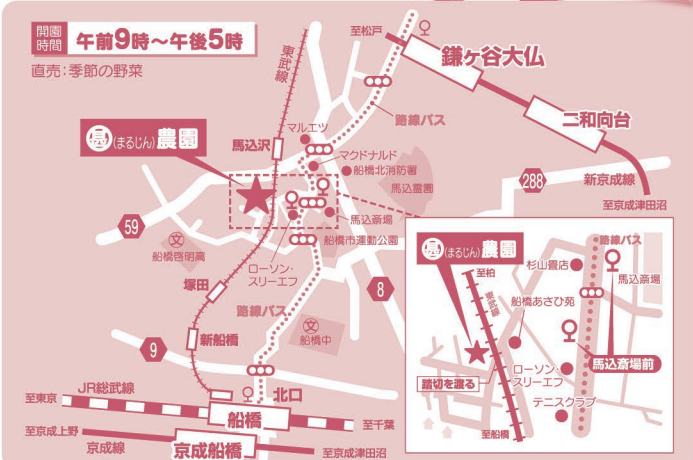 開園時間 午前9時～午後5時
直売：季節の野菜
至松戸
鎌ヶ谷大仏
東武線
二和向台
路線バス
マルエツ
(まるじん)農園
馬込沢
マクドナルド
船橋北消防署
馬込霊園
288
新京成線
至京成津田沼
59
馬込斎場
文
船橋啓明高
船橋市運動公園
ローソン・
スリーエフ
8
塚田
路線バス
文
船橋中
新船橋
9
北口
JR総武線
至東京
船橋
至千葉
至京成上野
京成線
京成船橋
至京成津田沼
(まるじん)農園
路線バス
至柏
杉山畳店
馬込斎場
東武線
船橋あさひ苑
馬込斎場前
ローソン・
スリーエフ
踏切を渡る
テニスクラブ
至船橋